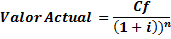 Valor Actual = Cf / (1 + i))ⁿ